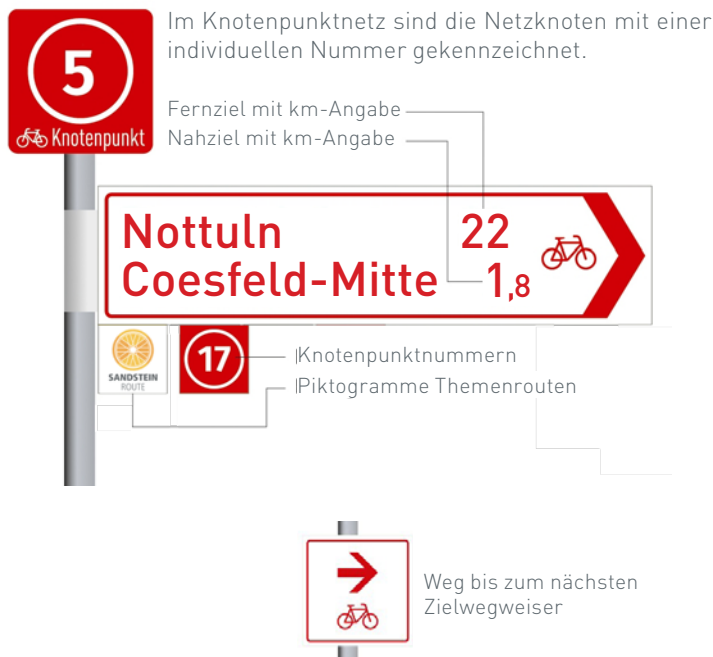 5
Knotenpunkt
Im Knotenpunktnetz sind die Netzknoten mit einer
individuellen Nummer gekennzeichnet.
Fernziel mit km-Angabe
Nahziel mit km-Angabe
Nottuln 22
Coesfeld-Mitte 1,8
SANDSTEIN
ROUTE
17
Knotenpunktnummern
Piktogramme Themenrouten
Weg bis zum nächsten
Zielwegweiser